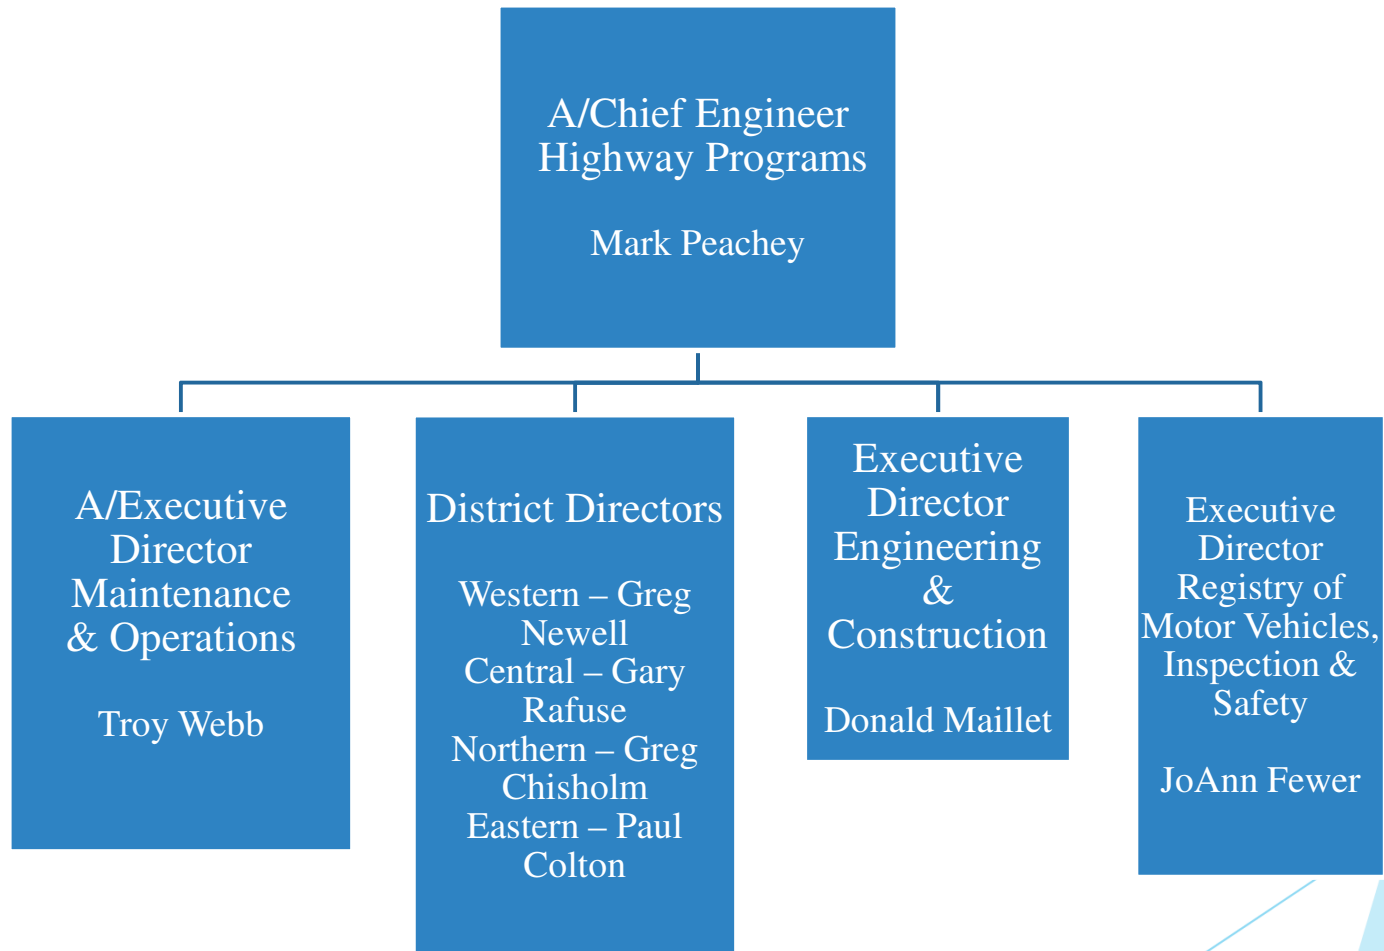 A/Chief Engineer
Highway Programs
Mark Peachey
A/Executive
Director
Maintenance
& Operations
Troy Webb
District Directors
Western – Greg
Newell
Central – Gary
Rafuse
Northern – Greg
Chisholm
Eastern – Paul
Colton
Executive
Director
Engineering
&
Construction
Donald Maillet
Executive
Director
Registry of
Motor Vehicles,
Inspection &
Safety
JoAnn Fewer